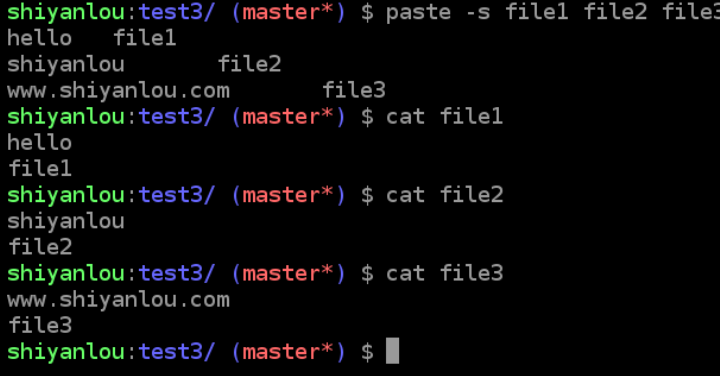 shiyanlou:test3/ (master*) $ paste -s file1 file2 file3
hello   file1
shiyanlou       file2
www.shiyanlou.com       file3
shiyanlou:test3/ (master*) $ cat file1
hello
file1
shiyanlou:test3/ (master*) $ cat file2
shiyanlou
file2
shiyanlou:test3/ (master*) $ cat file3
www.shiyanlou.com
file3
shiyanlou:test3/ (master*) $